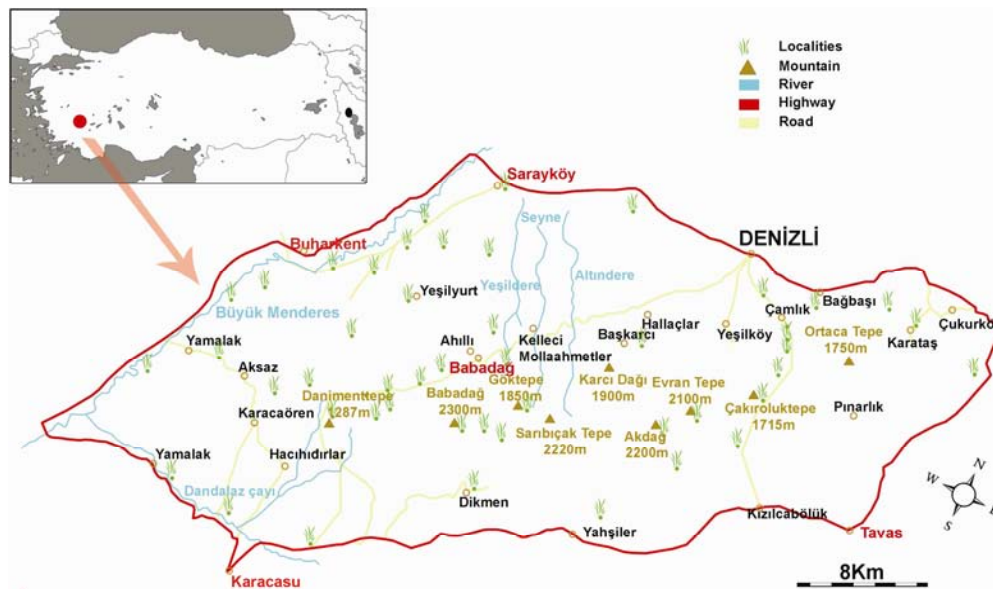 Localities
Mountain
River
Highway
Road
Sarayköy
Seyne
Buharkent
DENİZLİ
Altındere
Yeşildere
Yeşilyurt
Büyük Menderes
Bağbaşı
Çamlık
Hallaçlar
Yeşilköy
Çukurkö
Karataş
Ortaca Tepe
1750m
Yamalak
Ahıllı
Kelleci
Başkarcı
Mollaahmetler
Babadağ
Aksaz
Göktepe
1850m
Karcı Dağı
1900m
Evran Tepe
2100m
Danimenttepe
1287m
Babadağ
2300m
Çakıroluktepe
1715m
Pınarlık
Karacaören
Sarıbıçak Tepe
2220m
Akdağ
2200m
Yamalak
Hacıhıdırlar
Dandalaz çayı
Dikmen
Kızılcabölük
Yahşiler
Tavas
Karacasu
W
N
S
E
8Km